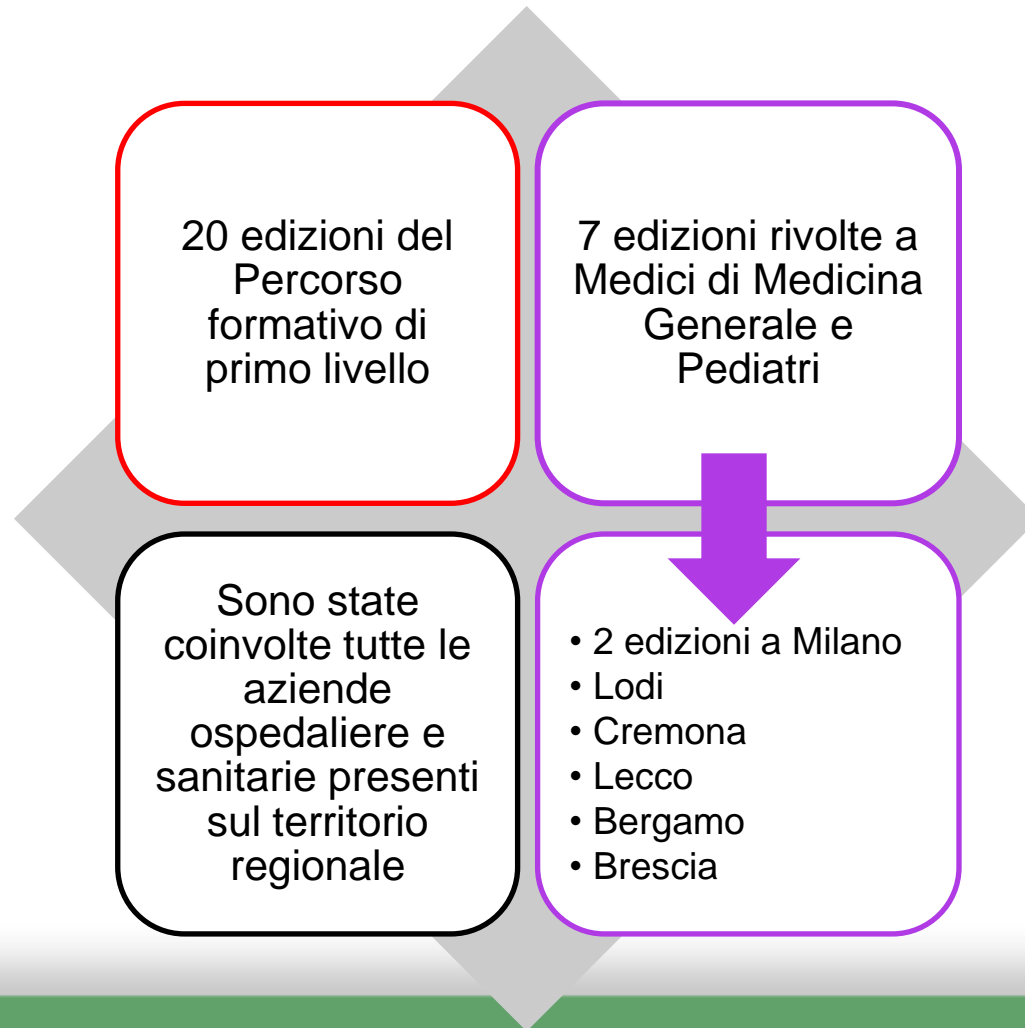 20 edizioni del
Percorso
formativo di
primo livello
7 edizioni rivolte a
Medici di Medicina
Generale e
Pediatri
Sono state
coinvolte tutte le
aziende
ospedaliere e
sanitarie presenti
sul territorio
regionale
• 2 edizioni a Milano
• Lodi
• Cremona
• Lecco
• Bergamo
• Brescia